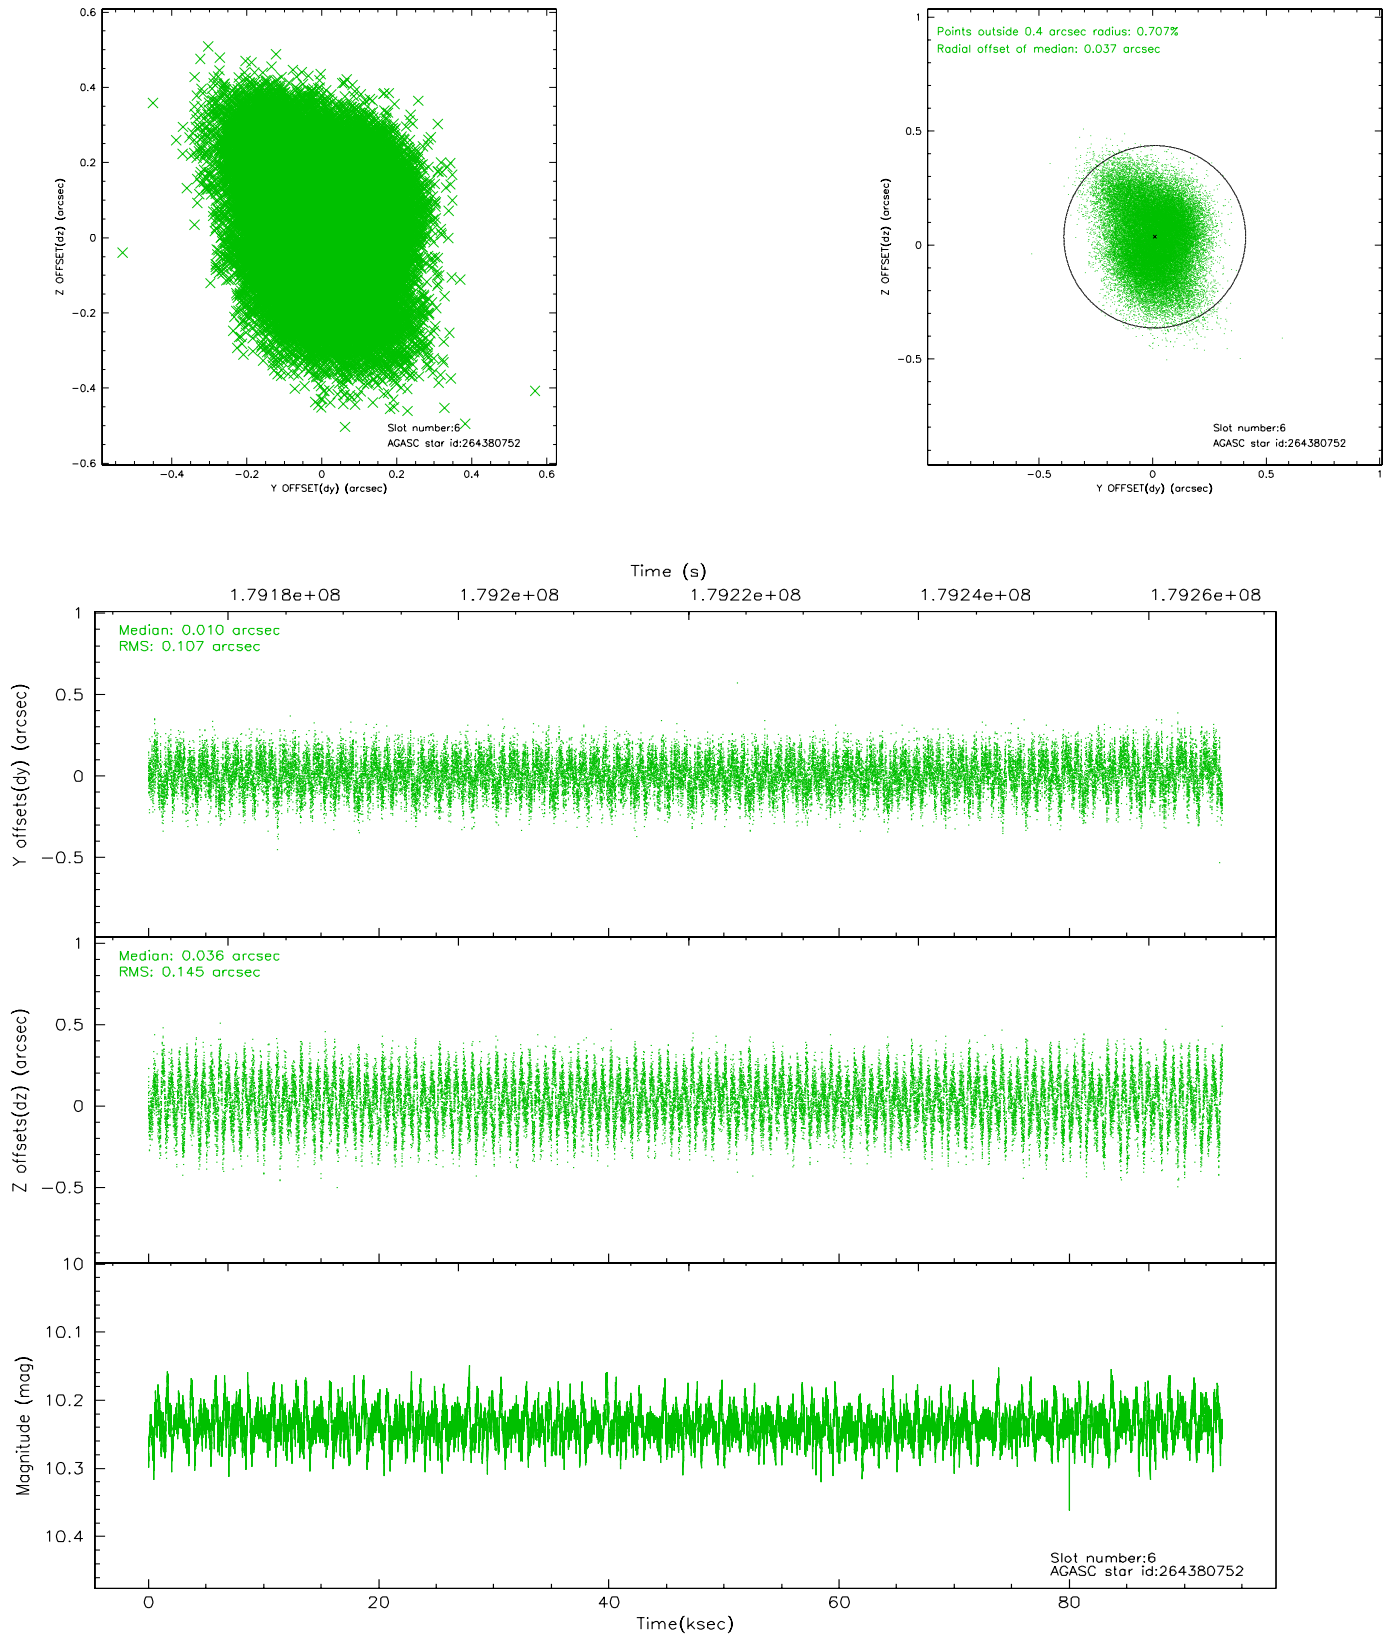 0.6
0.4
0.2
0
−0.2
−0.4
−0.6
Z OFFSET(dz) (arcsec)
−0.4 −0.2 0 0.2 0.4 0.6
Y OFFSET(dy) (arcsec)
Slot number:6
AGASC star id:264380752
Points outside 0.4 arcsec radius: 0.707%
Radial offset of median: 0.037 arcsec
1
0.5
0
−0.5
−1
Z OFFSET(dz) (arcsec)
−0.5 0 0.5 1
Y OFFSET(dy) (arcsec)
Slot number:6
AGASC star id:264380752
Time (s)
1.7918e+08 1.792e+08 1.7922e+08 1.7924e+08 1.7926e+08
Median: 0.010 arcsec
RMS: 0.107 arcsec
1
0.5
0
−0.5
Y offsets(dy) (arcsec)
Median: 0.036 arcsec
RMS: 0.145 arcsec
1
0.5
0
−0.5
Z offsets(dz) (arcsec)
10
10.1
10.2
10.3
10.4
Magnitude (mag)
Slot number:6
AGASC star id:264380752
0 20 40 60 80
Time(ksec)